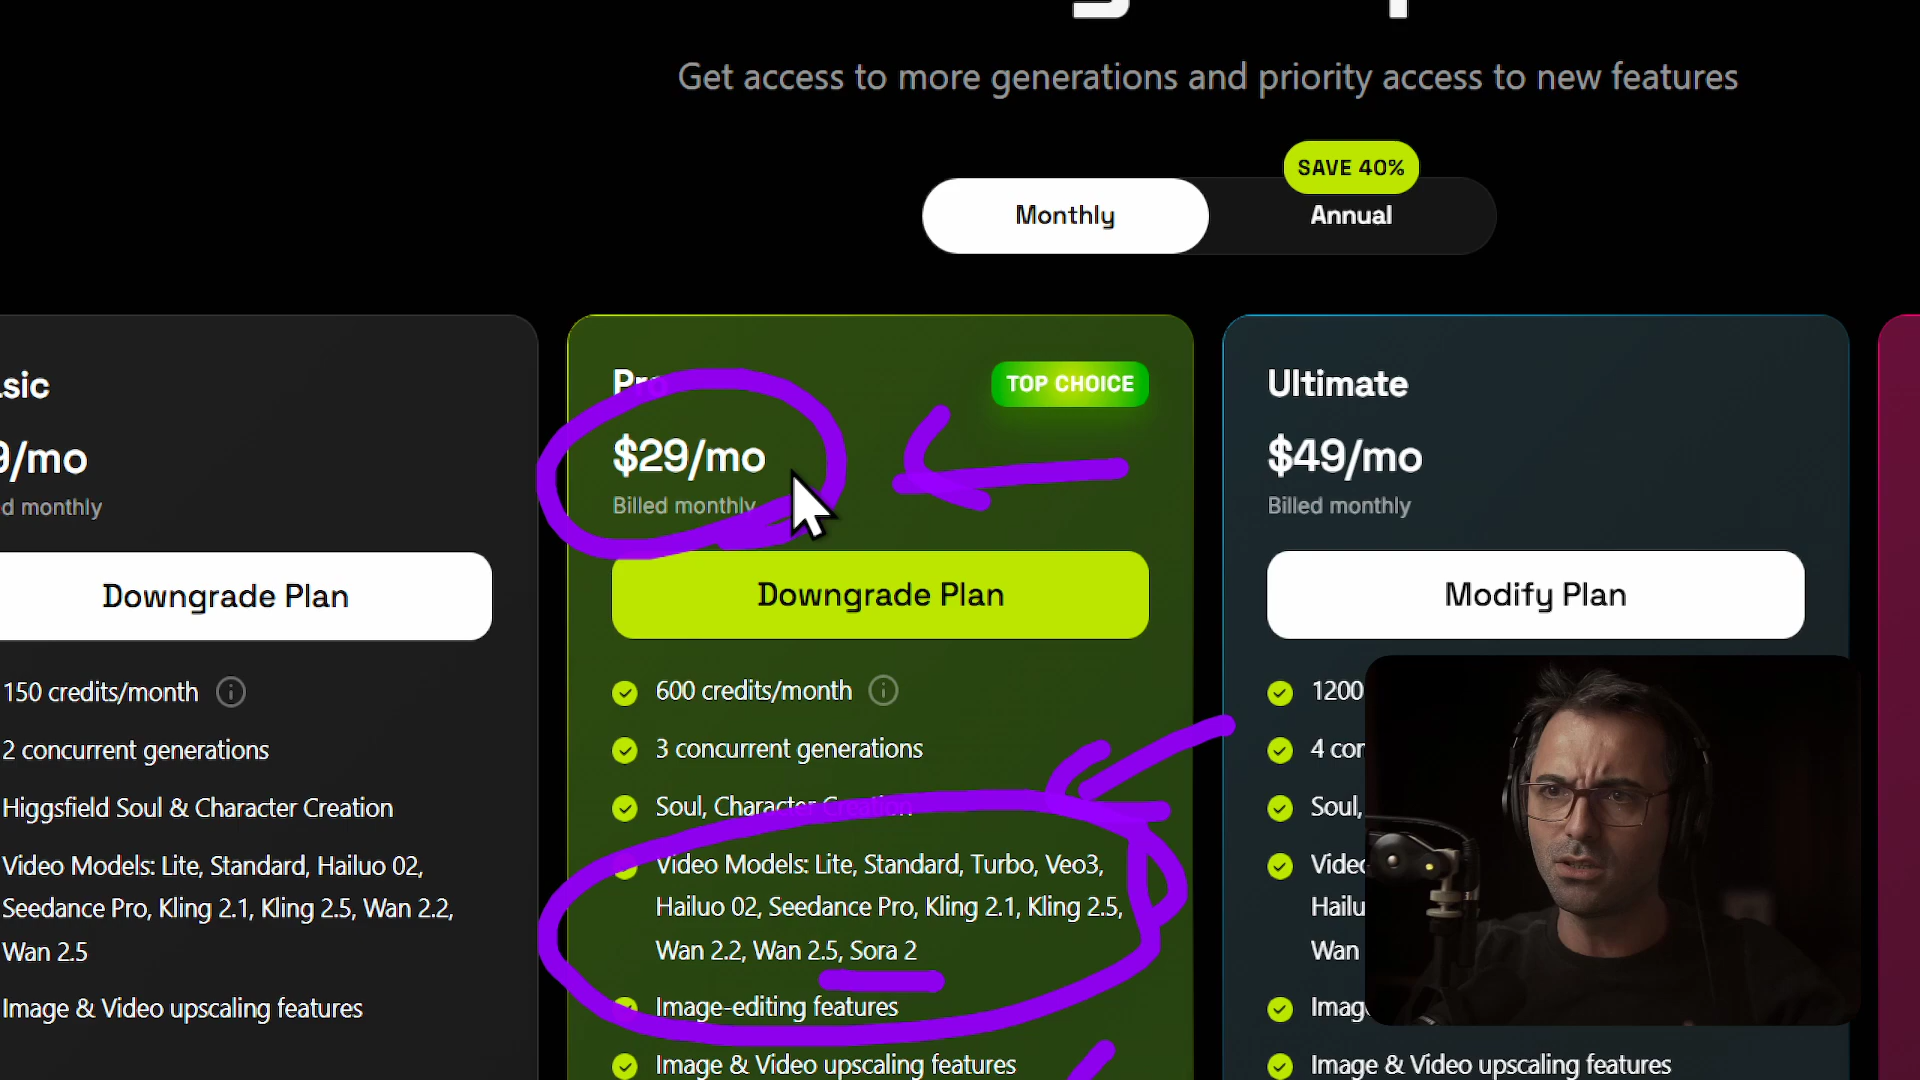 Get access to more generations and priority access to new features
SAVE 40%
Monthly
Annual
$29/mo
Billed monthly
TOP CHOICE
Downgrade Plan
600 credits/month
3 concurrent generations
Soul, Character Creation
Video Models: Lite, Standard, Turbo, Veo3,
Hailuo 02, Seedance Pro, Kling 2.1, Kling 2.5,
Wan 2.2, Wan 2.5, Sora 2
Image-editing features
Image & Video upscaling features
/mo
monthly
Downgrade Plan
150 credits/month
2 concurrent generations
Higgsfield Soul & Character Creation
Video Models: Lite, Standard, Hailuo 02,
Seedance Pro, Kling 2.1, Kling 2.5, Wan 2.2,
Wan 2.5
Image & Video upscaling features
Ultimate
$49/mo
Billed monthly
Modify Plan
1200
4
Soul,
Wan
Image & Video upscaling features